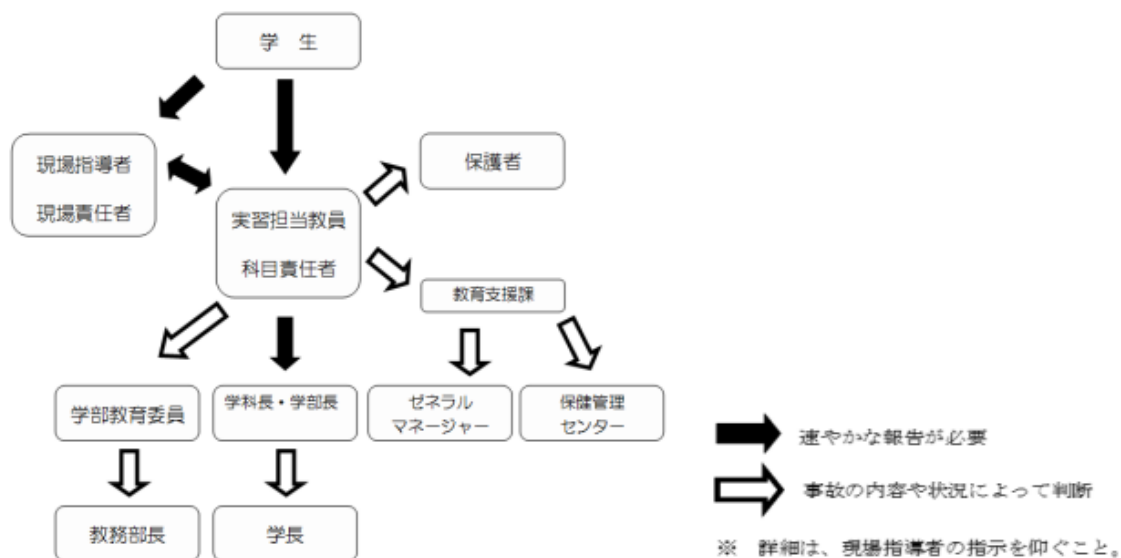 学 生
現場指導者
現場責任者
保護者
実習担当教員
科目責任者
教育支援課
学部教育委員
学科長・学部長
ゼネラル
マネージャー
保健管理
センター
教務部長
学長
速やかな報告が必要
事故の内容や状況によって判断
※ 詳細は、現場指導者の指示を仰ぐこと。